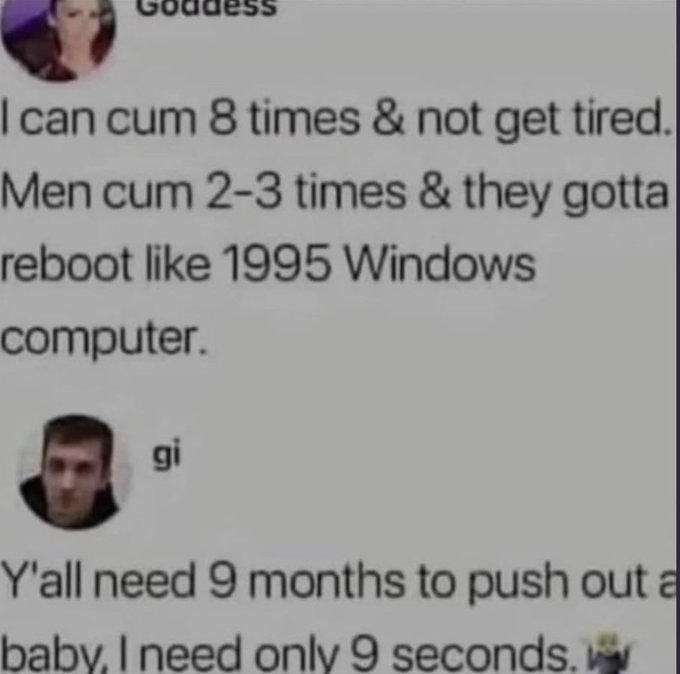 Goddess
I can cum 8 times & not get tired.
Men cum 2-3 times & they gotta
reboot like 1995 Windows
computer.
gi
Y'all need 9 months to push out a
baby, I need only 9 seconds.